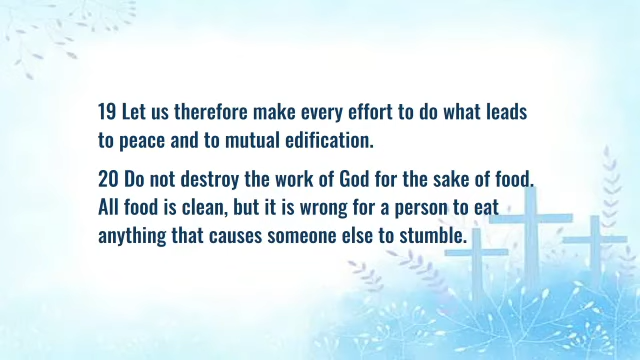 19 Let us therefore make every effort to do what leads
to peace and to mutual edification.
20 Do not destroy the work of God for the sake of food.
All food is clean, but it is wrong for a person to eat
anything that causes someone else to stumble.